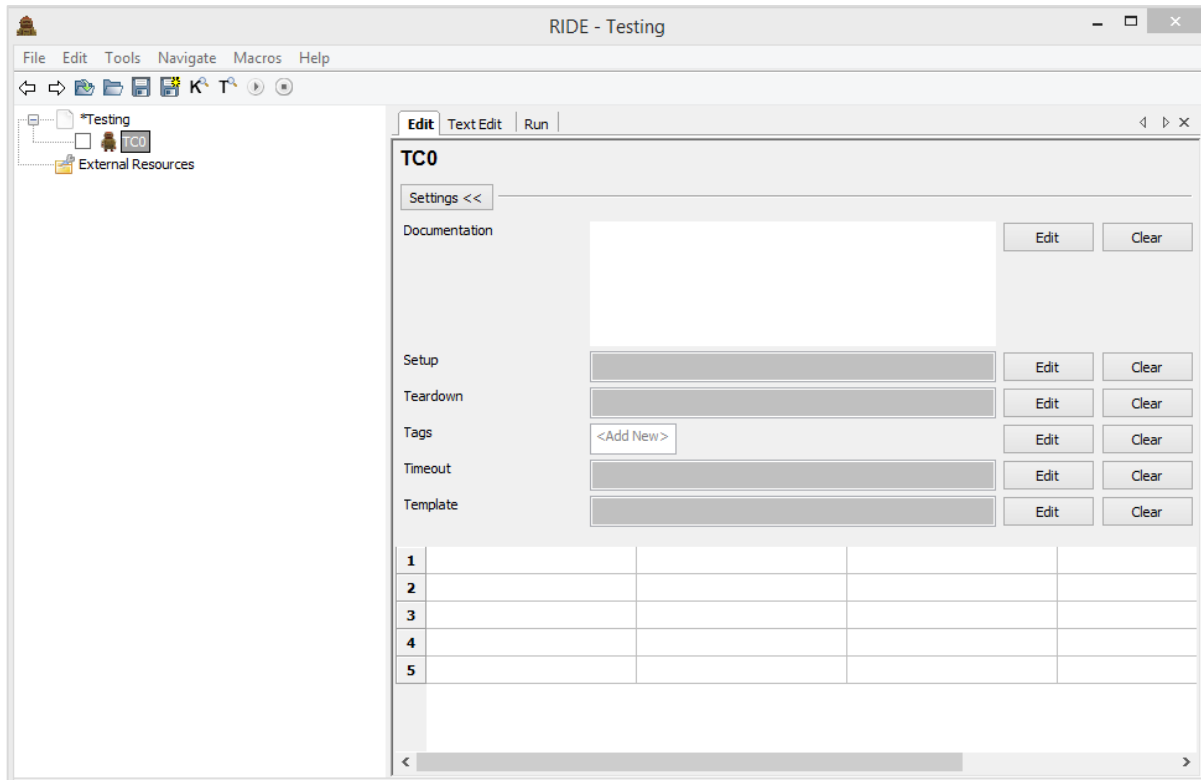 RIDE - Testing
File Edit Tools Navigate Macros Help
K T
*Testing
TC0
External Resources
Edit Text Edit Run
TC0
Settings <<
Documentation Edit Clear
Setup Edit Clear
Teardown Edit Clear
Tags <Add New> Edit Clear
Timeout Edit Clear
Template Edit Clear
1
2
3
4
5